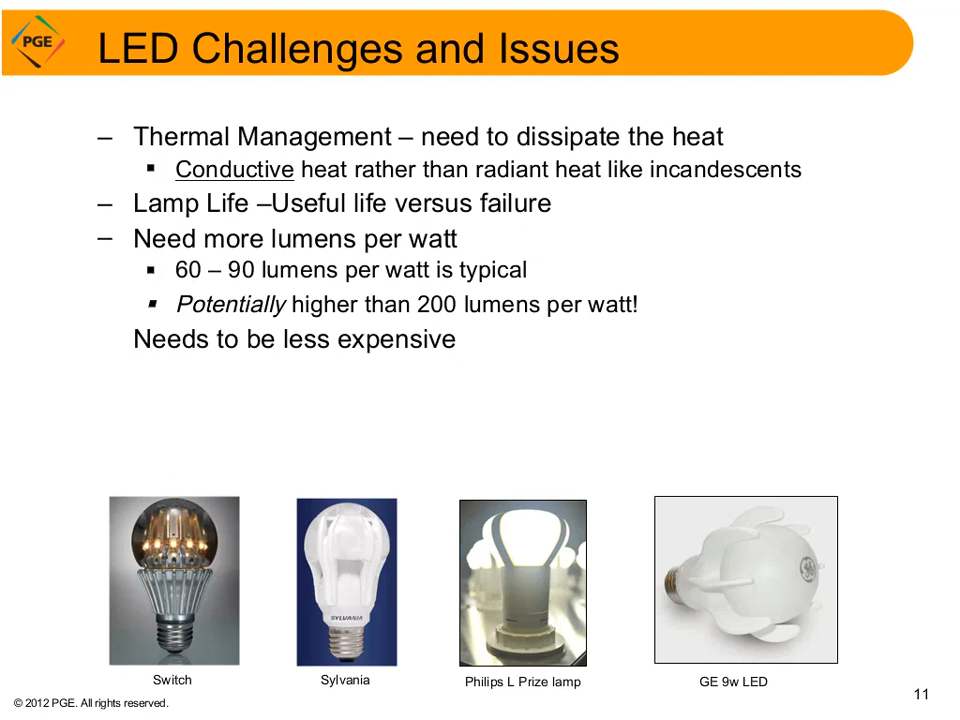 PGE LED Challenges and Issues
– Thermal Management – need to dissipate the heat
▪ Conductive heat rather than radiant heat like incandescents
– Lamp Life –Useful life versus failure
– Need more lumens per watt
▪ 60 – 90 lumens per watt is typical
▪ Potentially higher than 200 lumens per watt!
Needs to be less expensive
SYLVANIA
GE
Switch
Sylvania
Philips L Prize lamp
GE 9w LED
© 2012 PGE. All rights reserved.
11